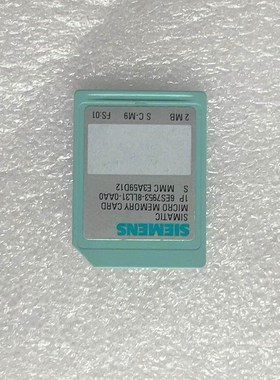 SIEMENS
SIMATIC
MICRO MEMORY CARD
1P 6ES7953-8LL31-0AA0
S MMC E3A59D12
2 MB S C-M9 FS:01